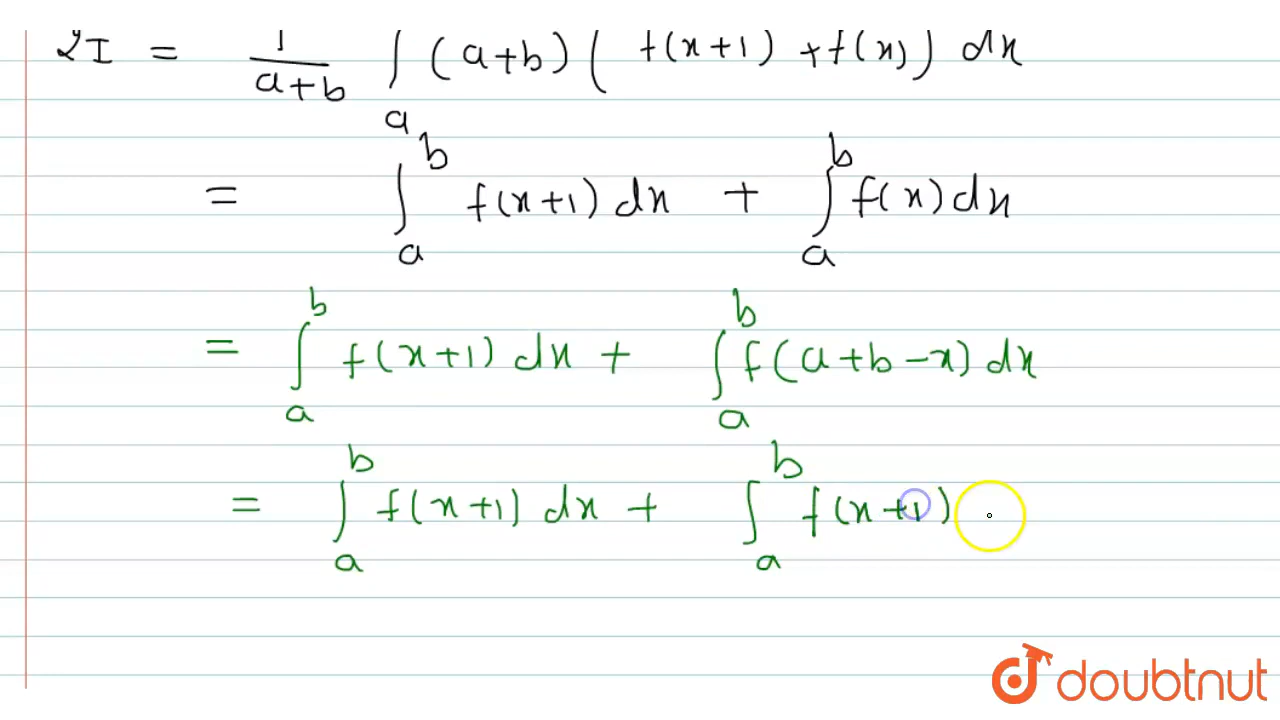 2I = 1/(a+b) ∫_a (a+b) ( f(x+1) + f(x) ) dx
= ∫_a^b f(x+1) dx + ∫_a^b f(x) dx
= ∫_a^b f(x+1) dx + ∫_a^b f(a+b-x) dx
= ∫_a^b f(x+1) dx + ∫_a^b f(x+1)
doubtnut